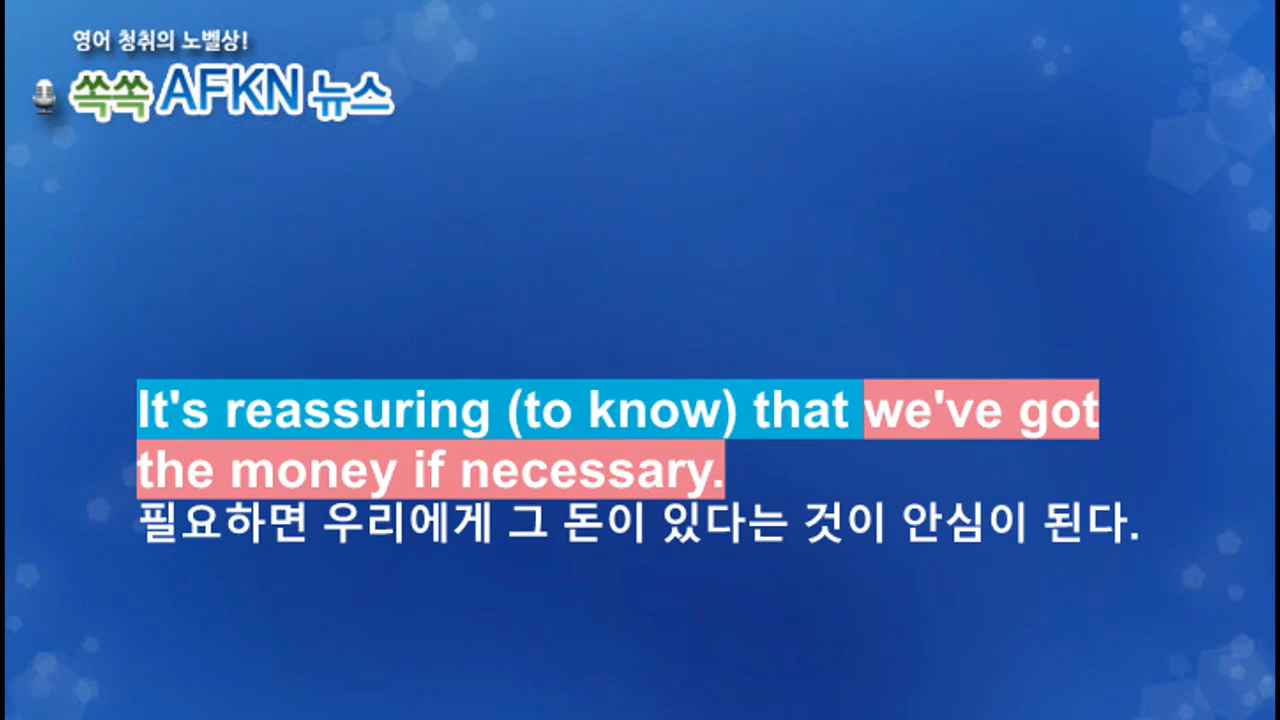 영어 청취의 노벨상!
쏙쏙 AFKN 뉴스
It's reassuring (to know) that we've got
the money if necessary.
필요하면 우리에게 그 돈이 있다는 것이 안심이 된다.